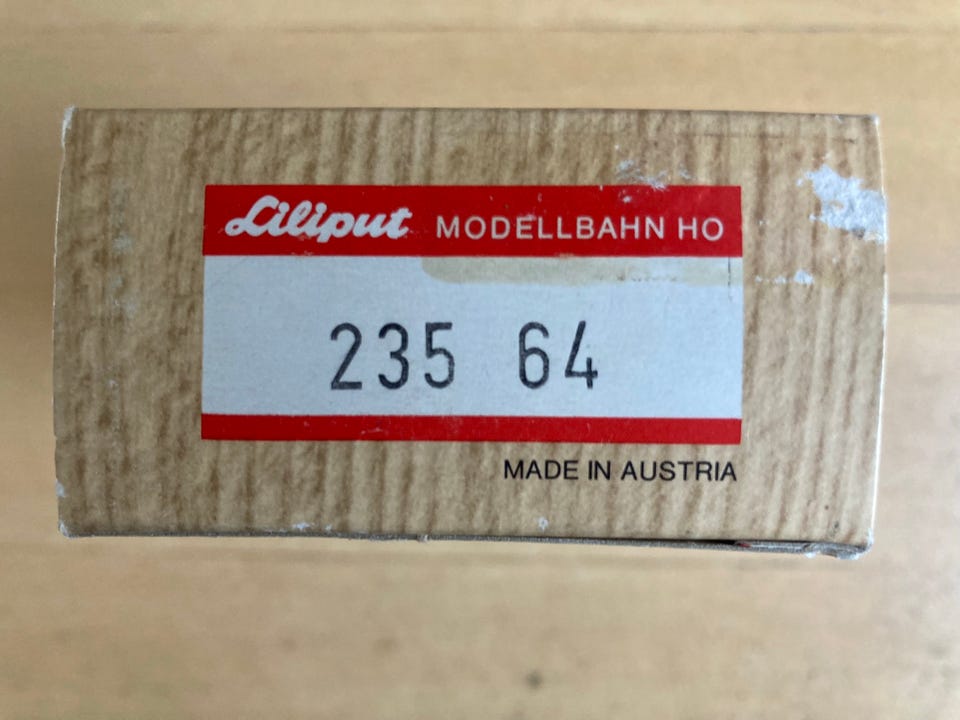 Liliput MODELLBAHN HO
235 64
MADE IN AUSTRIA